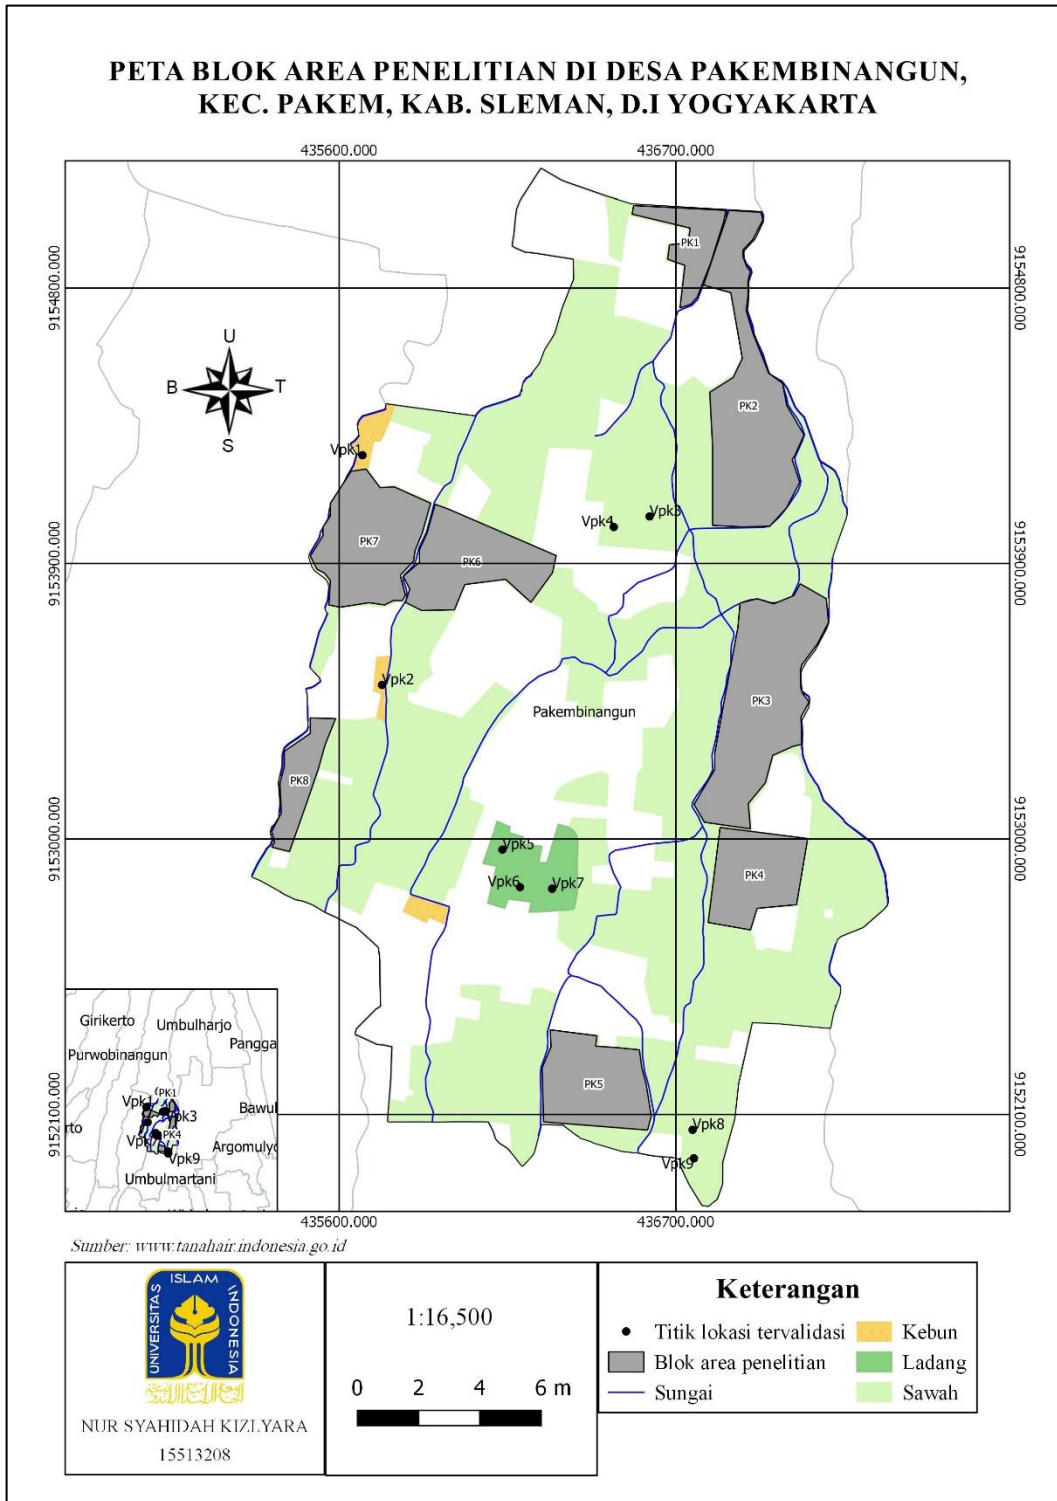 PETA BLOK AREA PENELITIAN DI DESA PAKEMBINANGUN,
KEC. PAKEM, KAB. SLEMAN, D.I YOGYAKARTA
435600.000 436700.000
9154800.000 9154800.000
9153900.000 9153900.000
9153000.000 9153000.000
9152100.000 9152100.000
U
B T
S
PK1
PK2
Vpk1
Vpk3
Vpk4
PK7
PK6
Vpk2
PK3
Pakembinangun
PK8
Vpk5
Vpk6 Vpk7
PK4
PK5
Vpk8
Vpk9
Girikerto
Umbulharjo
Purwobinangun
Pangga
PK1
Vpk1
Vpk3
Bawul
rto
Vpk
PK4
Argomulyo
Vpk9
Umbulmartani
435600.000 436700.000
Sumber: www.tanahair.indonesia.go.id
UNIVERSITAS
ISLAM
INDONESIA
NUR SYAHIDAH KIZLYARA
15513208
1:16,500
0 2 4 6 m
Keterangan
Titik lokasi tervalidasi
Blok area penelitian
Sungai
Kebun
Ladang
Sawah